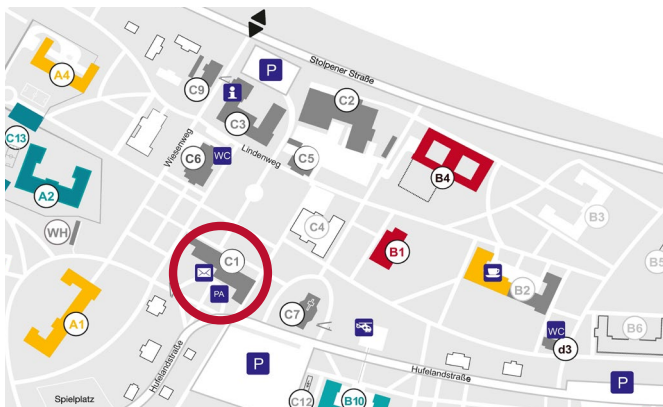 Stolpener Straße
P
A4
C9
i
C2
C3
C13
Wiesenweg
C6
WC
Lindenweg
C5
B4
A2
B3
WH
C4
C1
B1
B5
PA
B2
A1
C7
WC
B6
d3
P
Hufelandstraße
Hufelandstraße
P
Spielplatz
C12
B10